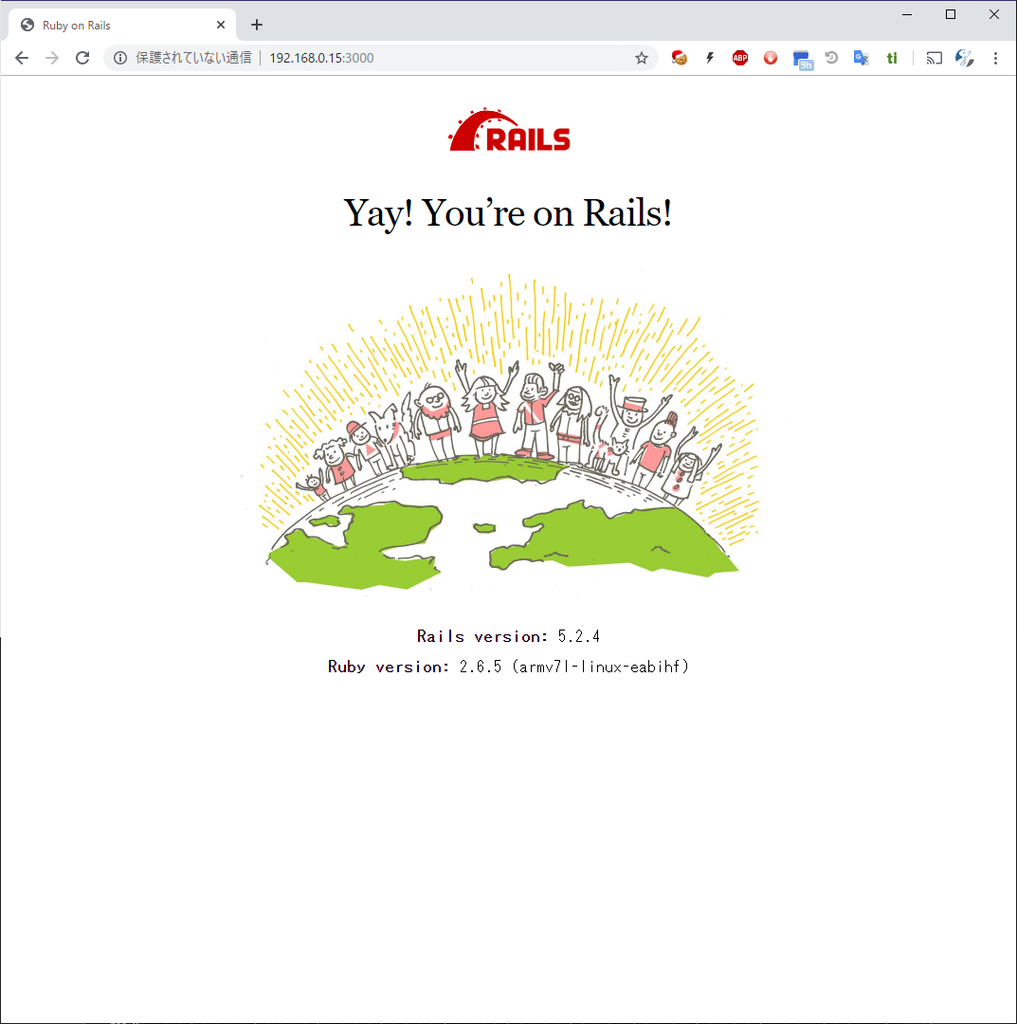 Ruby on Rails
保護されていない通信 | 192.168.0.15:3000
ABP
9h
ti
RAILS
Yay! You’re on Rails!
Rails version: 5.2.4
Ruby version: 2.6.5 (armv7l-linux-eabihf)